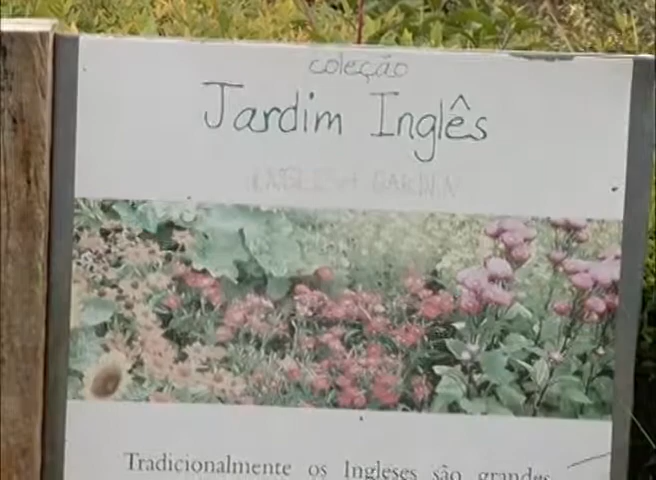 coleção
Jardim Inglês
ENGLISH GARDEN
Tradicionalmente os Ingleses são grandes